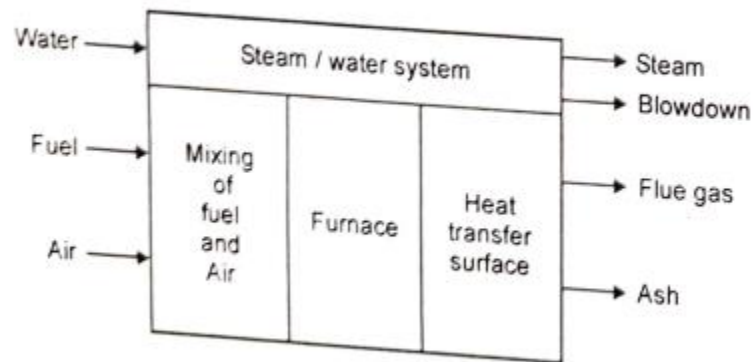 Water
Steam / water system
Steam
Blowdown
Fuel
Air
Mixing
of
fuel
and
Air
Furnace
Heat
transfer
surface
Flue gas
Ash